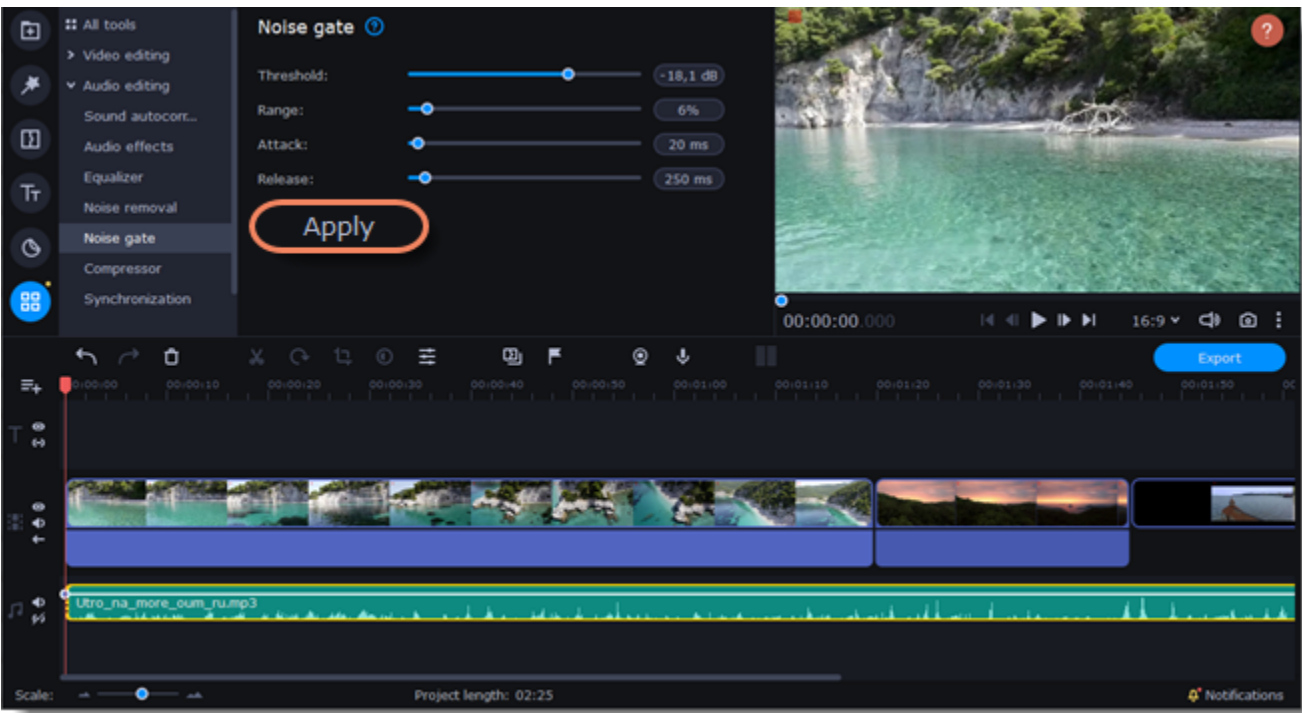 All tools
Video editing
Audio editing
Sound autocorr...
Audio effects
Equalizer
Noise removal
Noise gate
Compressor
Synchronization
Noise gate ?
Threshold: -18,1 dB
Range: 6%
Attack: 20 ms
Release: 250 ms
Apply
?
00:00:00.000
16:9
Export
0:00:00 00:00:10 00:00:20 00:00:30 00:00:40 00:00:50 00:01:00 00:01:10 00:01:20 00:01:30 00:01:40 00:01:50 00
Utro_na_more_oum_ru.mp3
Scale: Project length: 02:25 Notifications